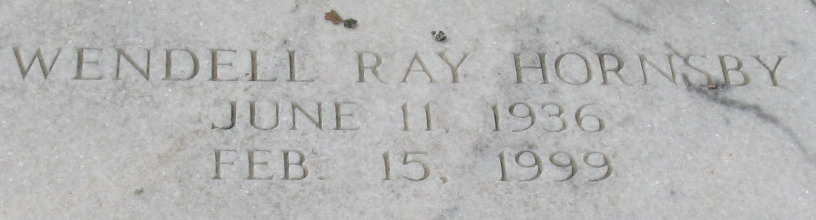 WENDELL RAY HORNSBY
JUNE 11, 1936
FEB. 15, 1999